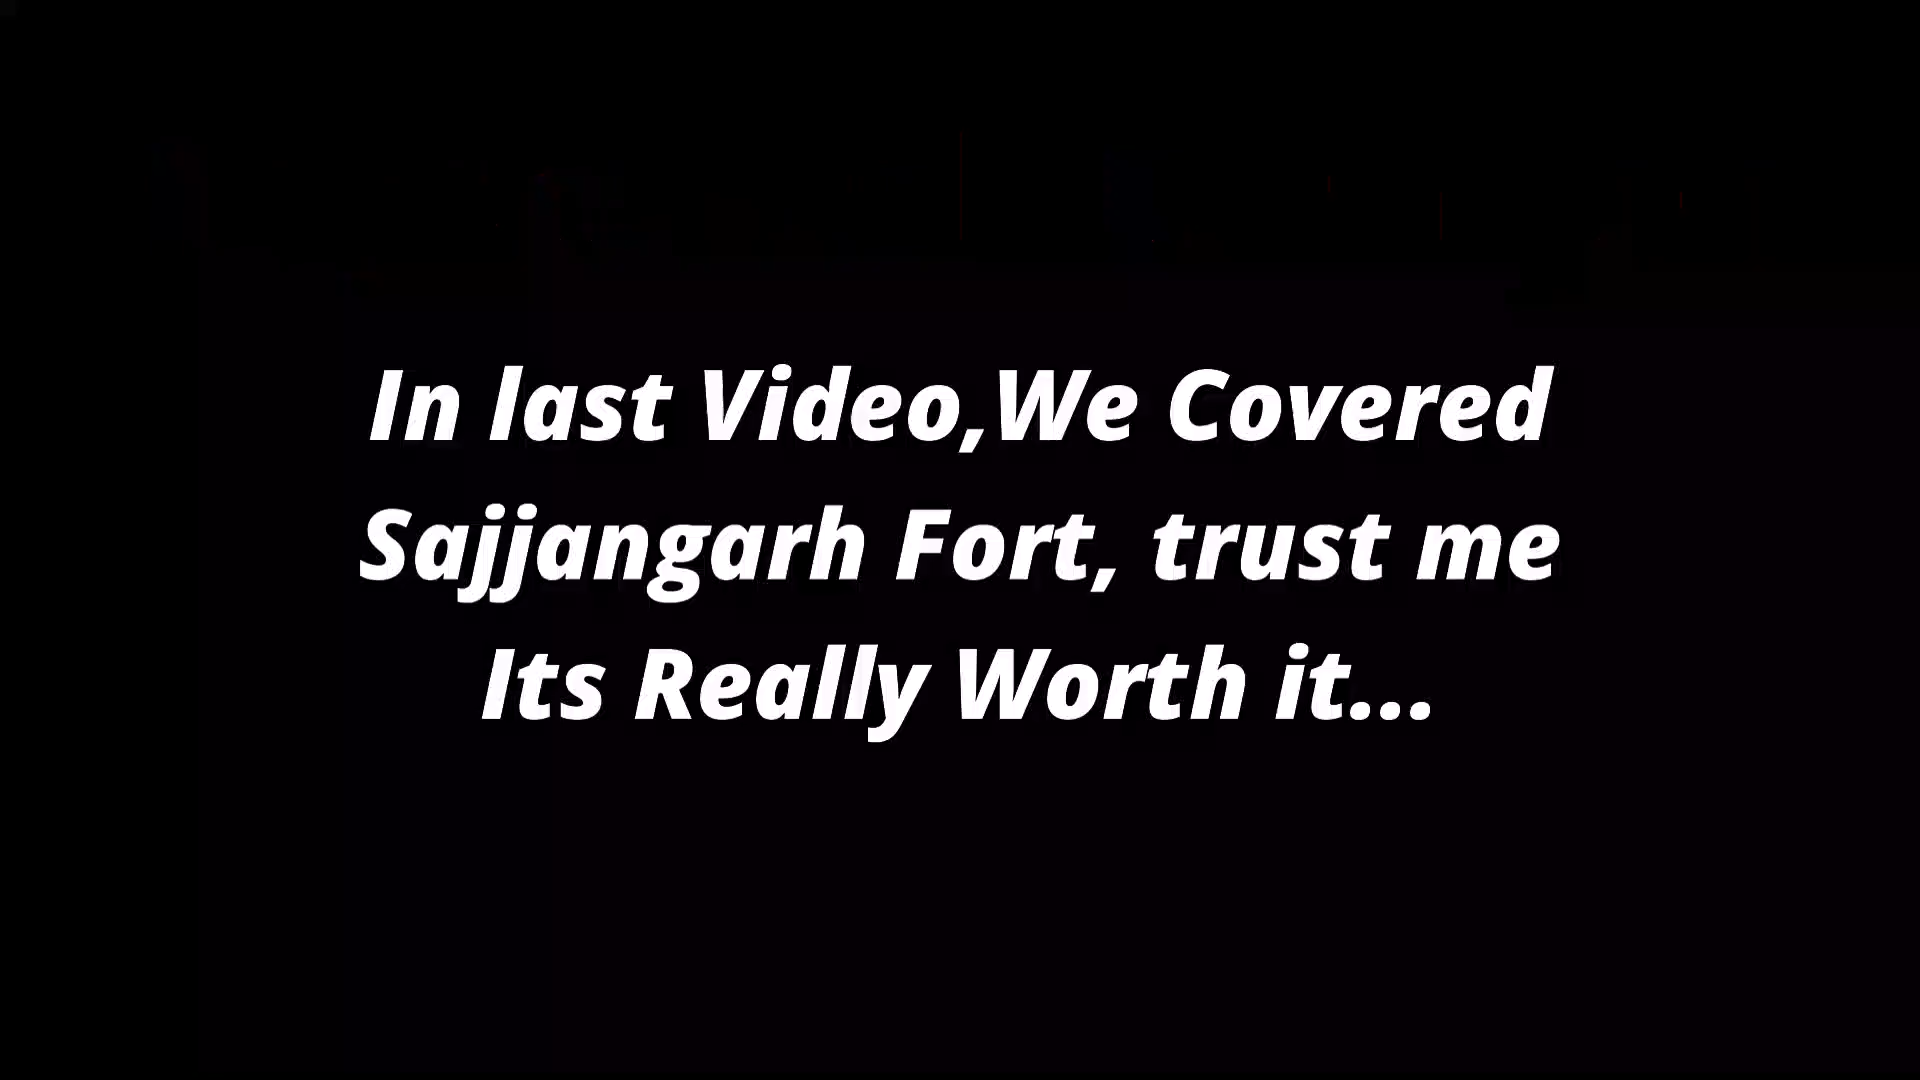 In last Video,We Covered
Sajjangarh Fort, trust me
Its Really Worth it...